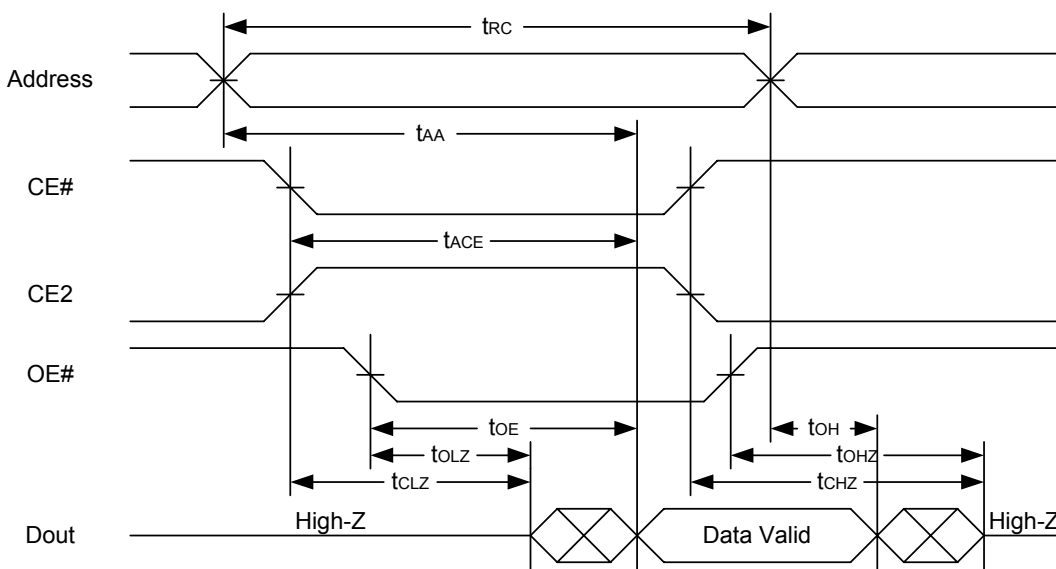 tRC
Address
tAA
CE#
tACE
CE2
OE#
tOE
tOH
tOLZ
tOHZ
tCLZ
tCHZ
High-Z
Data Valid
High-Z
Dout